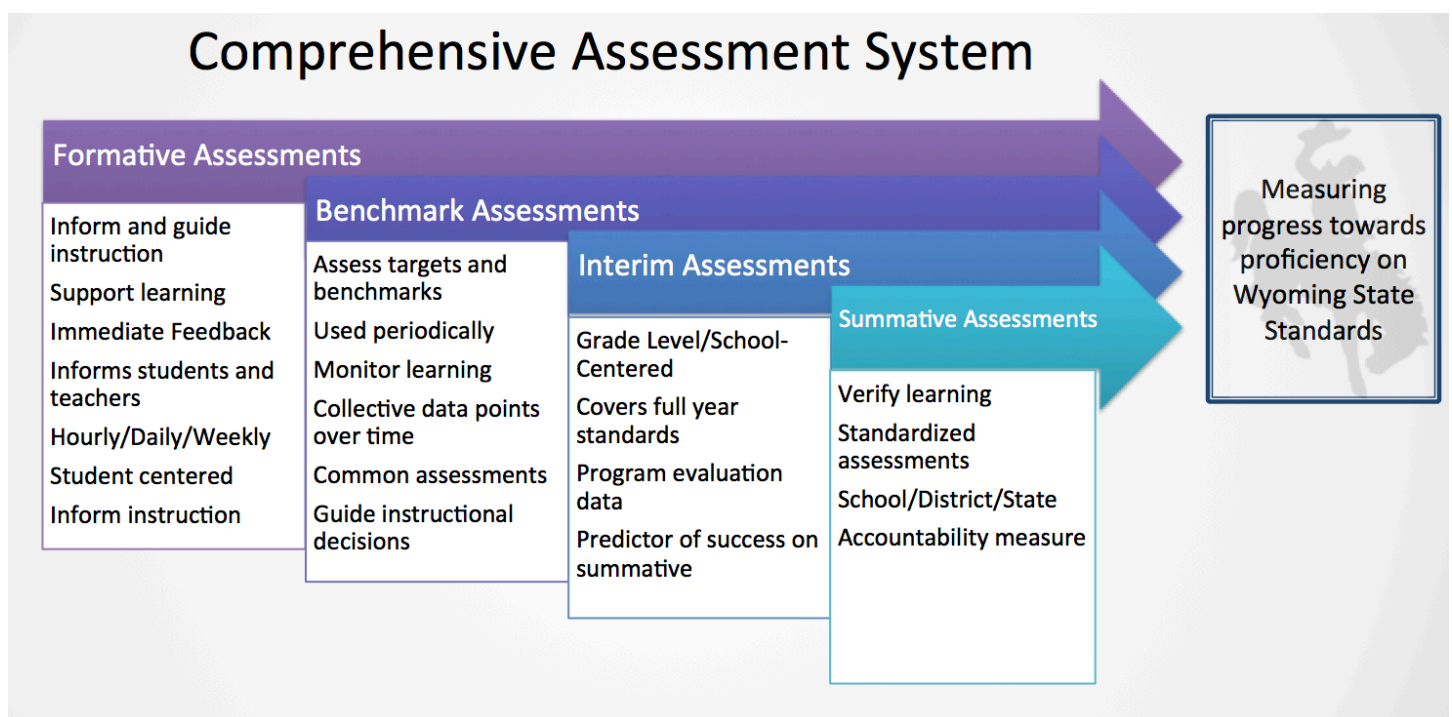 Comprehensive Assessment System
Formative Assessments
Inform and guide
instruction
Support learning
Immediate Feedback
Informs students and
teachers
Hourly/Daily/Weekly
Student centered
Inform instruction
Benchmark Assessments
Assess targets and
benchmarks
Used periodically
Monitor learning
Collective data points
over time
Common assessments
Guide instructional
decisions
Interim Assessments
Grade Level/School-
Centered
Covers full year
standards
Program evaluation
data
Predictor of success on
summative
Summative Assessments
Verify learning
Standardized
assessments
School/District/State
Accountability measure
Measuring
progress towards
proficiency on
Wyoming State
Standards